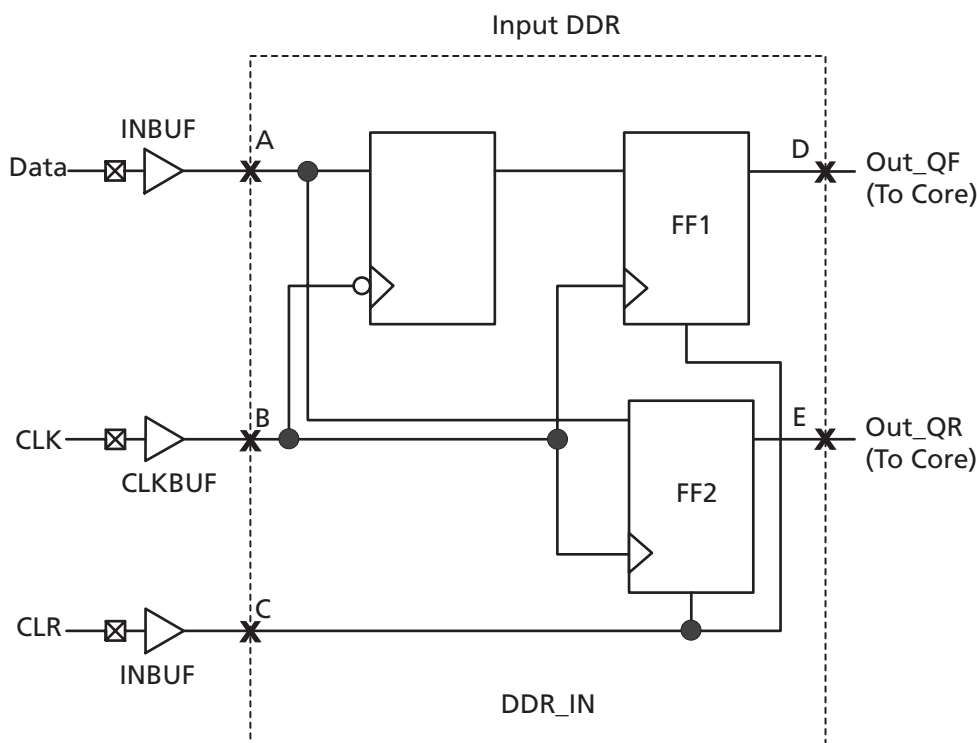 Input DDR
INBUF
A
D
Data
Out_QF
(To Core)
FF1
B
E
CLK
Out_QR
(To Core)
CLKBUF
FF2
C
CLR
INBUF
DDR_IN